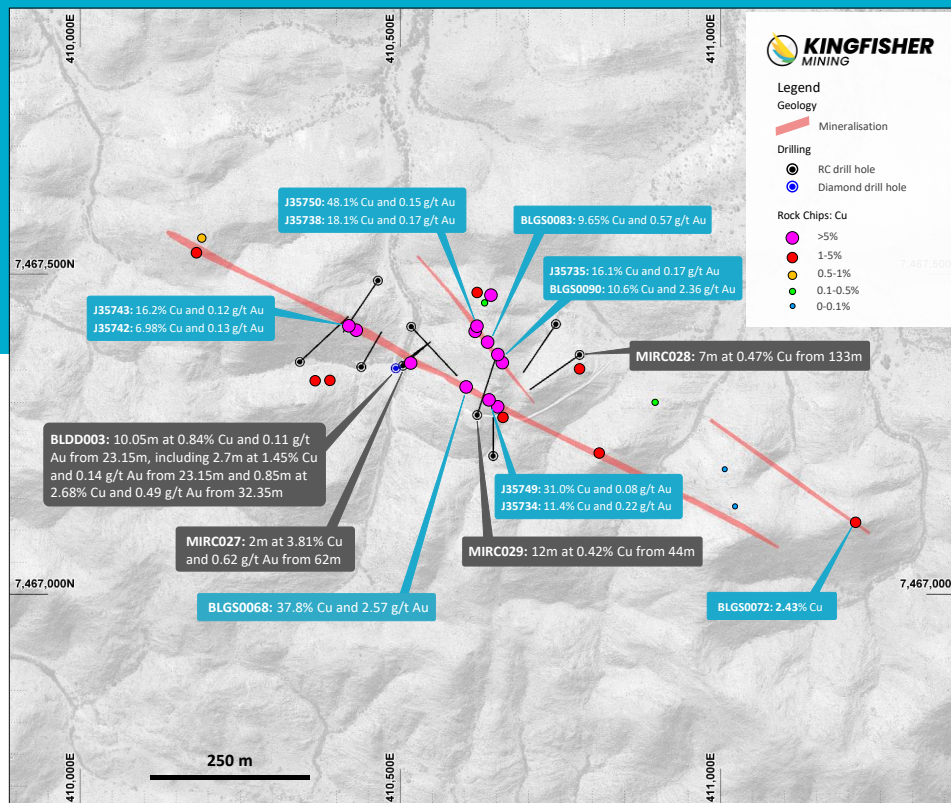 410,000E
410,500E
411,000E
KINGFISHER
MINING
Legend
Geology
Mineralisation
Drilling
RC drill hole
Diamond drill hole
Rock Chips: Cu
>5%
1-5%
0.5-1%
0.1-0.5%
0-0.1%
J35750: 48.1% Cu and 0.15 g/t Au
J35738: 18.1% Cu and 0.17 g/t Au
BLGS0083: 9.65% Cu and 0.57 g/t Au
7,467,500N
7,467,500N
J35735: 16.1% Cu and 0.17 g/t Au
BLGS0090: 10.6% Cu and 2.36 g/t Au
J35743: 16.2% Cu and 0.12 g/t Au
J35742: 6.98% Cu and 0.13 g/t Au
MIRC028: 7m at 0.47% Cu from 133m
BLDD003: 10.05m at 0.84% Cu and 0.11 g/t
Au from 23.15m, including 2.7m at 1.45% Cu
and 0.14 g/t Au from 23.15m and 0.85m at
2.68% Cu and 0.49 g/t Au from 32.35m
J35749: 31.0% Cu and 0.08 g/t Au
J35734: 11.4% Cu and 0.22 g/t Au
MIRC027: 2m at 3.81% Cu
and 0.62 g/t Au from 62m
MIRC029: 12m at 0.42% Cu from 44m
7,467,000N
7,467,000N
BLGS0068: 37.8% Cu and 2.57 g/t Au
BLGS0072: 2.43% Cu
250 m
410,000E
410,500E
411,000E